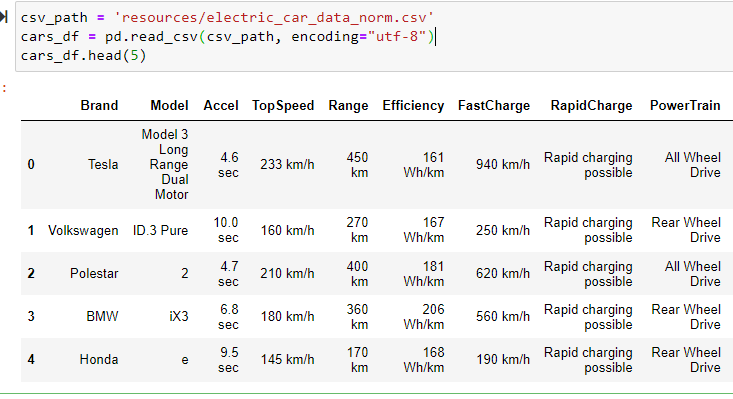 csv_path = 'resources/electric_car_data_norm.csv'
cars_df = pd.read_csv(csv_path, encoding="utf-8")
cars_df.head(5)
:
Brand Model Accel TopSpeed Range Efficiency FastCharge RapidCharge PowerTrain
0 Tesla Model 3 Long Range Dual Motor 4.6 sec 233 km/h 450 km 161 Wh/km 940 km/h Rapid charging possible All Wheel Drive
1 Volkswagen ID.3 Pure 10.0 sec 160 km/h 270 km 167 Wh/km 250 km/h Rapid charging possible Rear Wheel Drive
2 Polestar 2 4.7 sec 210 km/h 400 km 181 Wh/km 620 km/h Rapid charging possible All Wheel Drive
3 BMW iX3 6.8 sec 180 km/h 360 km 206 Wh/km 560 km/h Rapid charging possible Rear Wheel Drive
4 Honda e 9.5 sec 145 km/h 170 km 168 Wh/km 190 km/h Rapid charging possible Rear Wheel Drive